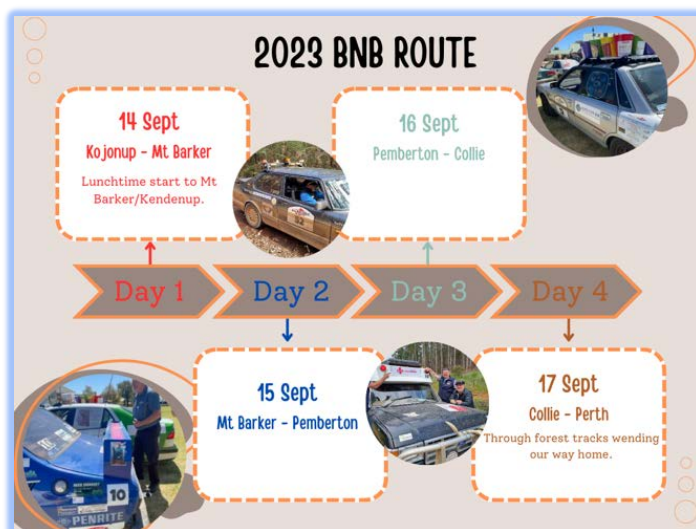 2023 BNB ROUTE
14 Sept
Kojonup - Mt Barker
Lunchtime start to Mt
Barker/Kendenup.
16 Sept
Pemberton - Collie
Day 1
Day 2
Day 3
Day 4
15 Sept
Mt Barker - Pemberton
17 Sept
Collie - Perth
Through forest tracks wending
our way home.
10
PENRITE